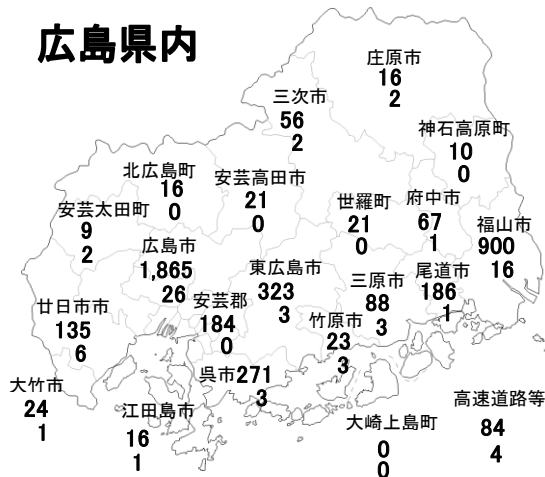 広島県内
庄原市
16
2
三次市
56
2
神石高原町
10
0
北広島町
16
0
安芸高田市
21
0
世羅町
21
0
府中市
67
1
福山市
900
16
安芸太田町
9
2
広島市
1,865
26
東広島市
323
3
三原市
88
3
尾道市
186
1
廿日市市
135
6
安芸郡
184
0
竹原市
23
3
呉市271
3
大竹市
24
1
江田島市
16
1
大崎上島町
0
0
高速道路等
84
4